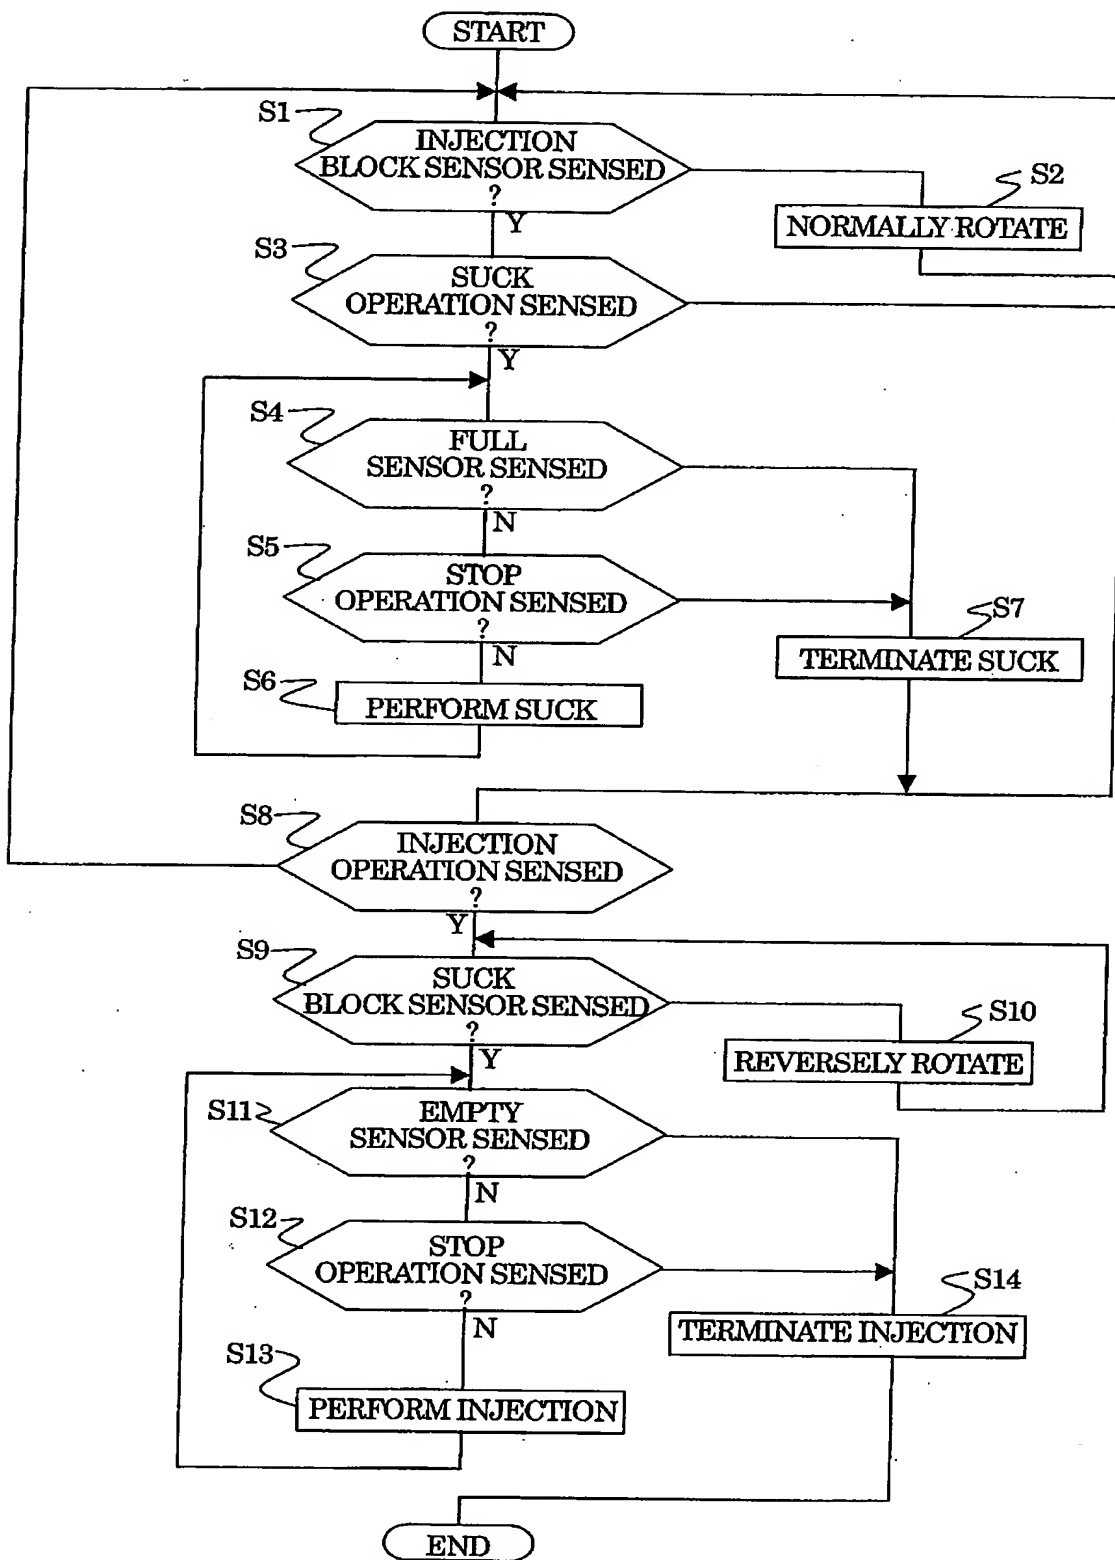 START
S1
INJECTION
BLOCK SENSOR SENSED
?
Y
S2
NORMALLY ROTATE
S3
SUCK
OPERATION SENSED
?
Y
S4
FULL
SENSOR SENSED
?
N
S5
STOP
OPERATION SENSED
?
N
S7
TERMINATE SUCK
S6
PERFORM SUCK
S8
INJECTION
OPERATION SENSED
?
Y
S9
SUCK
BLOCK SENSOR SENSED
?
Y
S10
REVERSELY ROTATE
S11
EMPTY
SENSOR SENSED
?
N
S12
STOP
OPERATION SENSED
?
N
S14
TERMINATE INJECTION
S13
PERFORM INJECTION
END